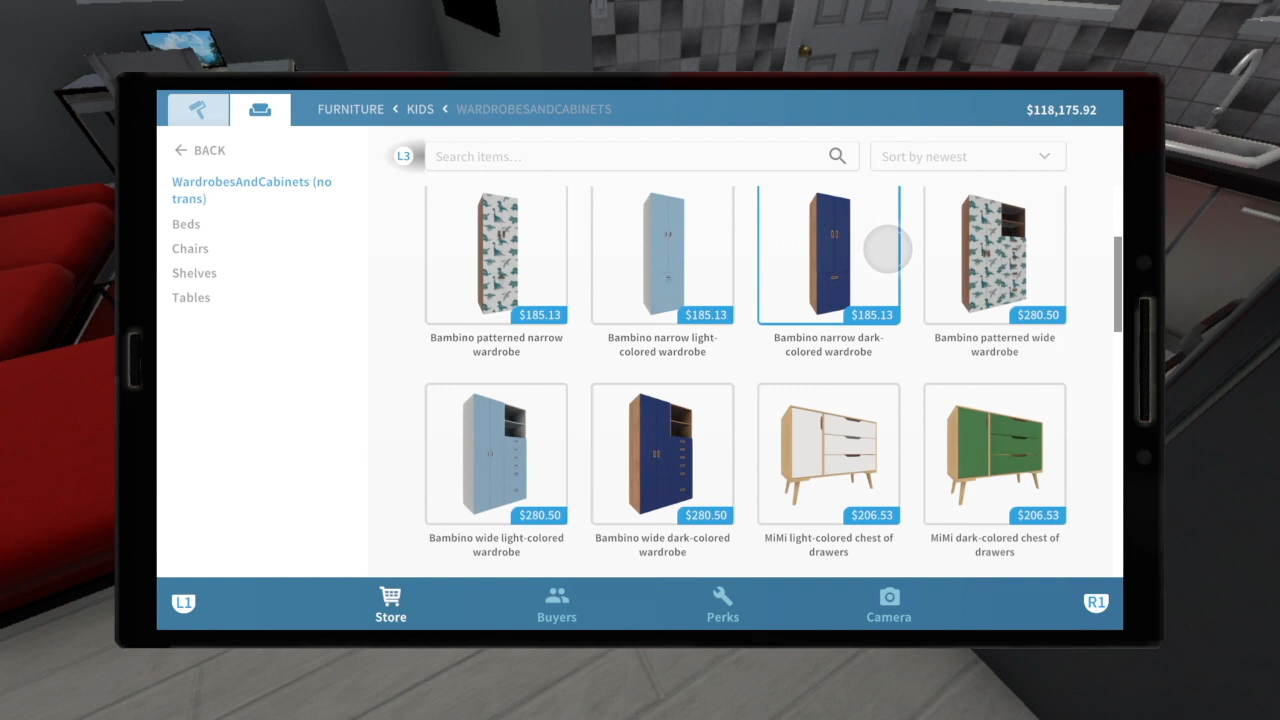 FURNITURE < KIDS < WARDROBESANDCABINETS
$118,175.92
BACK
WardrobesAndCabinets (no
trans)
Beds
Chairs
Shelves
Tables
L3
Search items...
Sort by newest
$185.13
$185.13
$185.13
$280.50
Bambino patterned narrow
wardrobe
Bambino narrow light-
colored wardrobe
Bambino narrow dark-
colored wardrobe
Bambino patterned wide
wardrobe
$280.50
$280.50
$206.53
$206.53
Bambino wide light-colored
wardrobe
Bambino wide dark-colored
wardrobe
MiMi light-colored chest of
drawers
MiMi dark-colored chest of
drawers
L1
Store
Buyers
Perks
Camera
R1